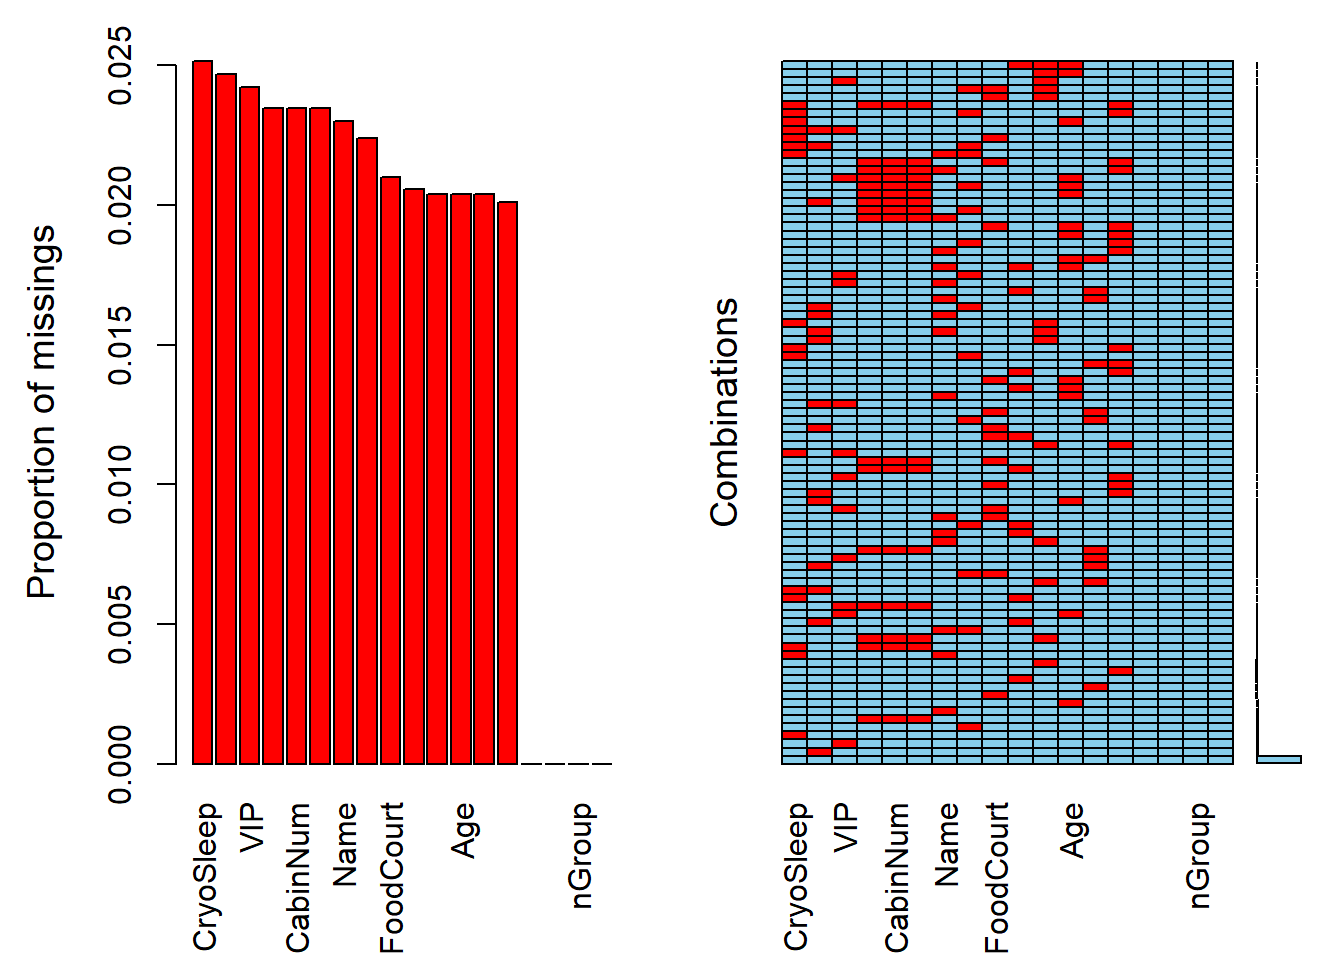 Proportion of missings
0.025
0.020
0.015
0.010
0.005
0.000
CryoSleep
VIP
CabinNum
Name
FoodCourt
Age
nGroup
Combinations
CryoSleep
VIP
CabinNum
Name
FoodCourt
Age
nGroup